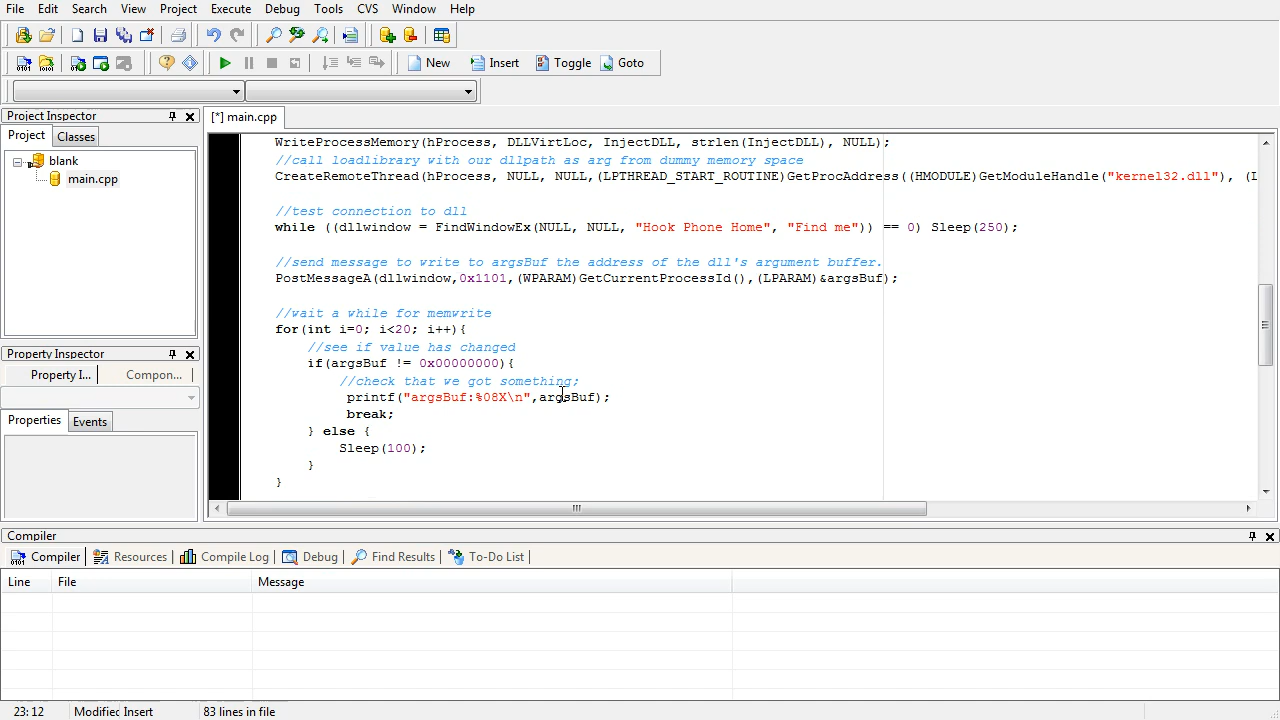 File Edit Search View Project Execute Debug Tools CVS Window Help
New Insert Toggle Goto
Project Inspector
[*] main.cpp
Project Classes
blank
main.cpp
WriteProcessMemory(hProcess, DLLVirtLoc, InjectDLL, strlen(InjectDLL), NULL);
//call loadlibrary with our dllpath as arg from dummy memory space
CreateRemoteThread(hProcess, NULL, NULL,(LPTHREAD_START_ROUTINE)GetProcAddress((HMODULE)GetModuleHandle("kernel32.dll"), (L
//test connection to dll
while ((dllwindow = FindWindowEx(NULL, NULL, "Hook Phone Home", "Find me")) == 0) Sleep(250);
//send message to write to argsBuf the address of the dll's argument buffer.
PostMessageA(dllwindow,0x1101,(WPARAM)GetCurrentProcessId(),(LPARAM)&argsBuf);
//wait a while for memwrite
for(int i=0; i<20; i++){
//see if value has changed
if(argsBuf != 0x00000000){
//check that we got something;
printf("argsBuf:%08X\n",argsBuf);
break;
} else {
Sleep(100);
}
}
Property Inspector
Property I... Compon...
Properties Events
Compiler
Compiler Resources Compile Log Debug Find Results To-Do List
Line File Message
23: 12 Modified Insert 83 lines in file